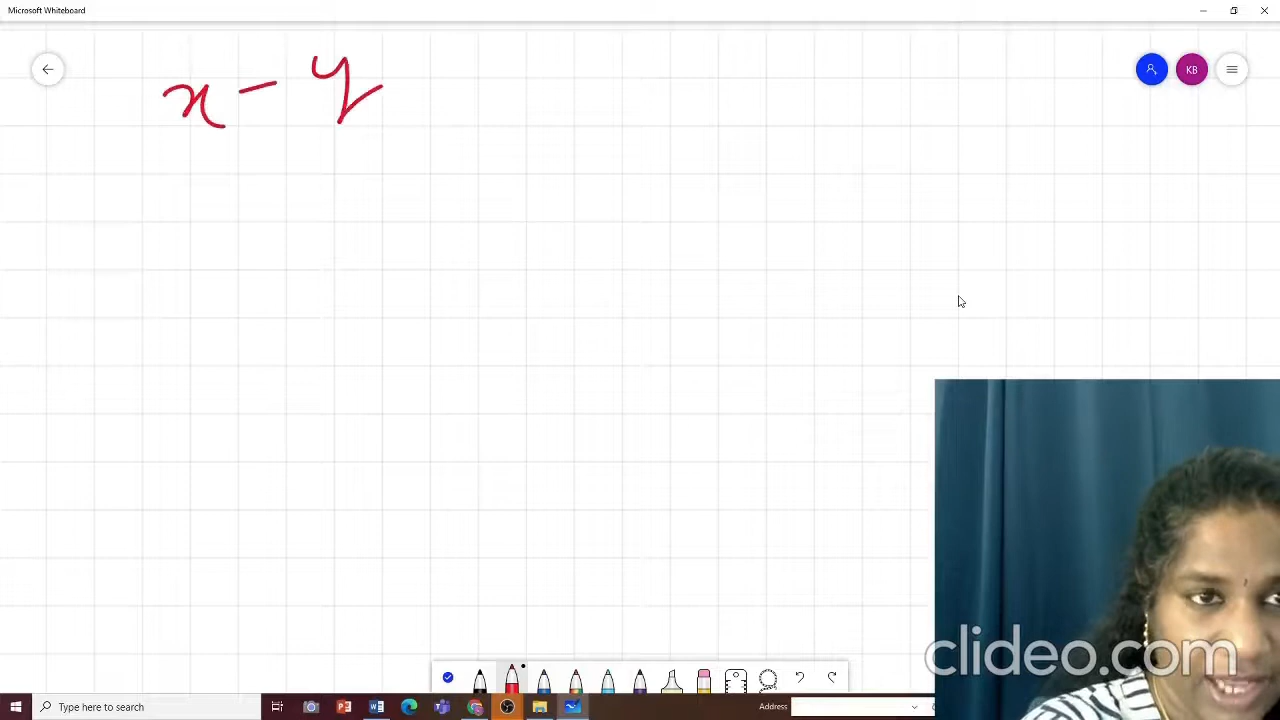 Microsoft Whiteboard
x - y
KB
clideo.com
Type here to search
Address